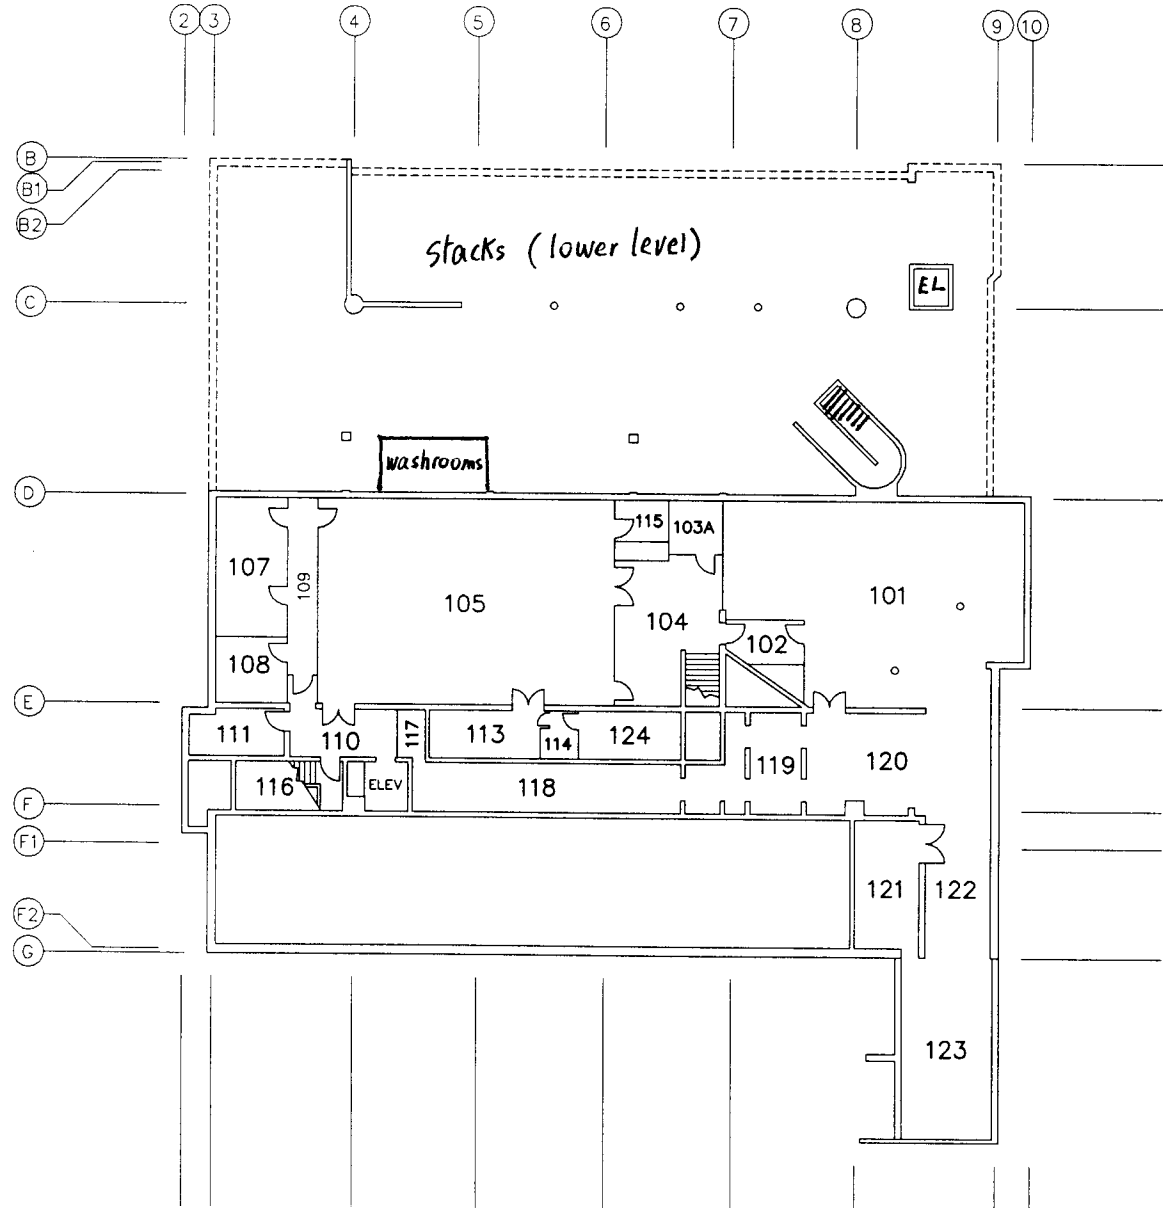 2 3 4 5 6 7 8 9 10
B
B1
B2
stacks (lower level)
C
EL
washrooms
D
115 103A
107 109 105 104 101
102
108
E
111 110 117 113 114 124 119 120
116 ELEV 118
F
F1
121 122
F2
G
123